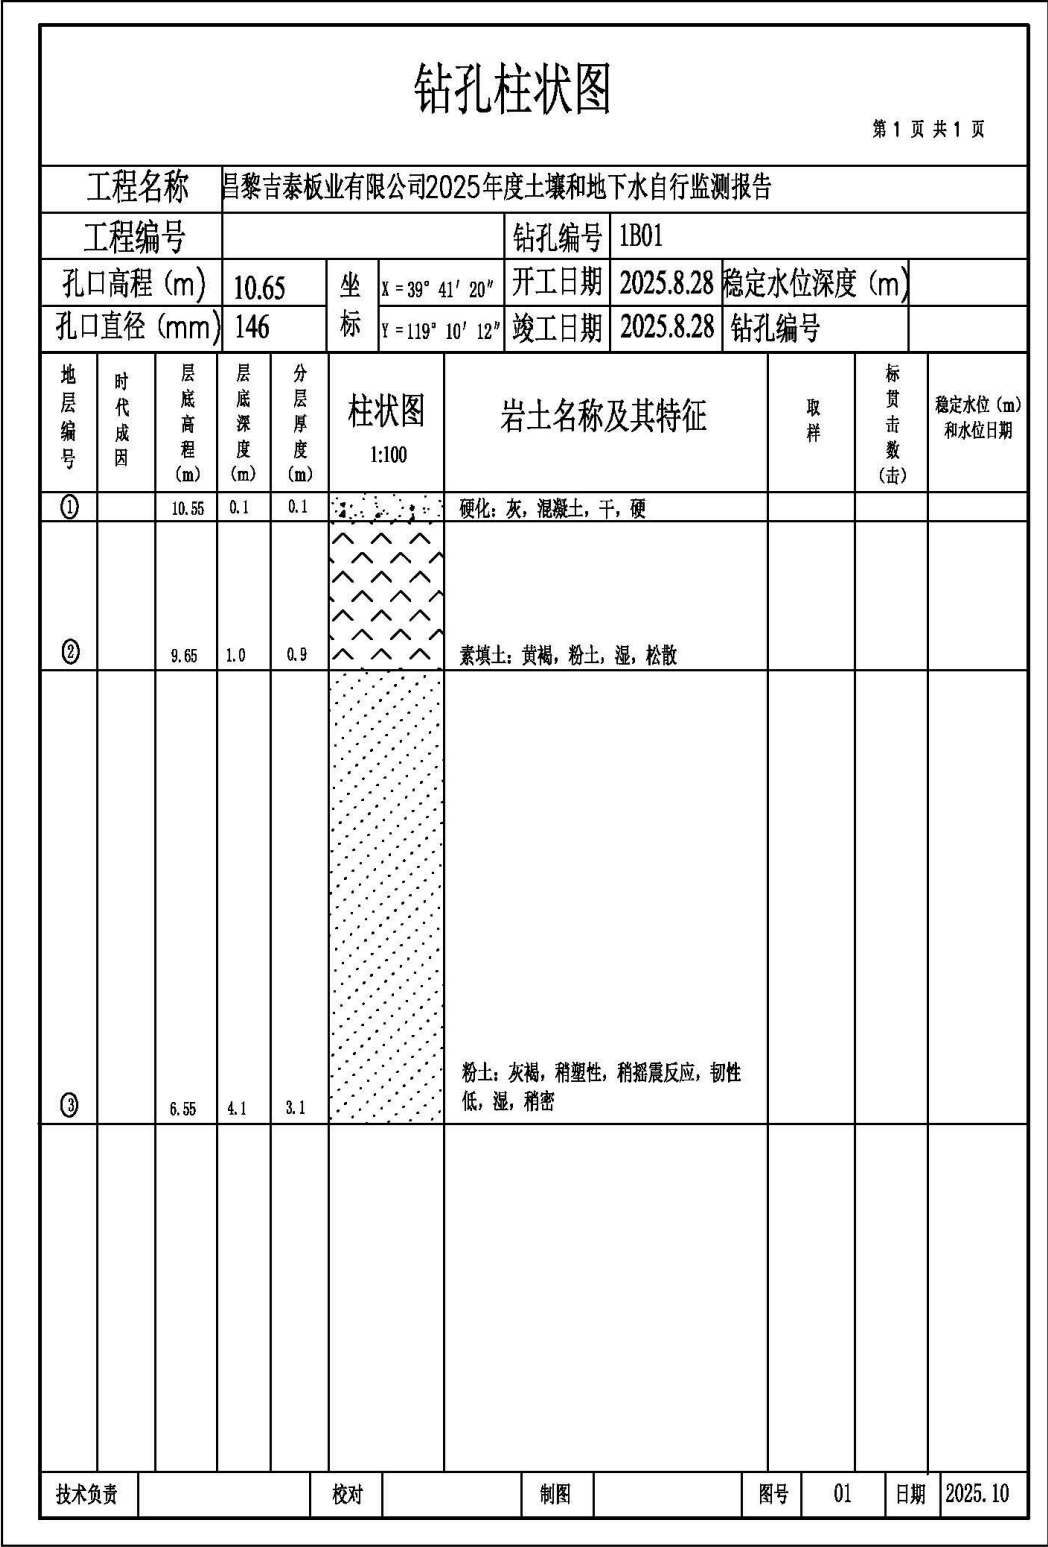 钻孔柱状图
第 1 页 共 1 页
工程名称 昌黎吉泰板业有限公司2025年度土壤和地下水自行监测报告
工程编号 钻孔编号 1B01
孔口高程 (m) 10.65 坐标 X = 39° 41′ 20″ 开工日期 2025.8.28 稳定水位深度 (m)
孔口直径 (mm) 146 Y = 119° 10′ 12″ 竣工日期 2025.8.28 钻孔编号
地层编号 时代成因 层底高程(m) 层底深度(m) 分层厚度(m) 柱状图 1:100 岩土名称及其特征 取样 标贯击数(击) 稳定水位 (m) 和水位日期
① 10.55 0.1 0.1 硬化: 灰, 混凝土, 干, 硬
② 9.65 1.0 0.9 素填土: 黄褐, 粉土, 湿, 松散
粉土: 灰褐, 稍塑性, 稍摇震反应, 韧性
③ 6.55 4.1 3.1 低, 湿, 稍密
技术负责 校对 制图 图号 01 日期 2025.10